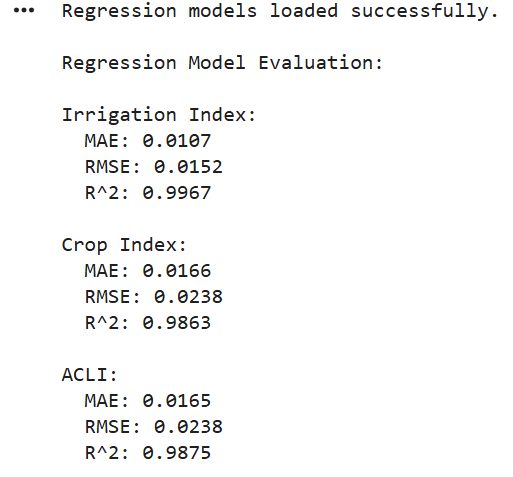 Regression models loaded successfully.
Regression Model Evaluation:
Irrigation Index:
MAE: 0.0107
RMSE: 0.0152
R^2: 0.9967
Crop Index:
MAE: 0.0166
RMSE: 0.0238
R^2: 0.9863
ACLI:
MAE: 0.0165
RMSE: 0.0238
R^2: 0.9875